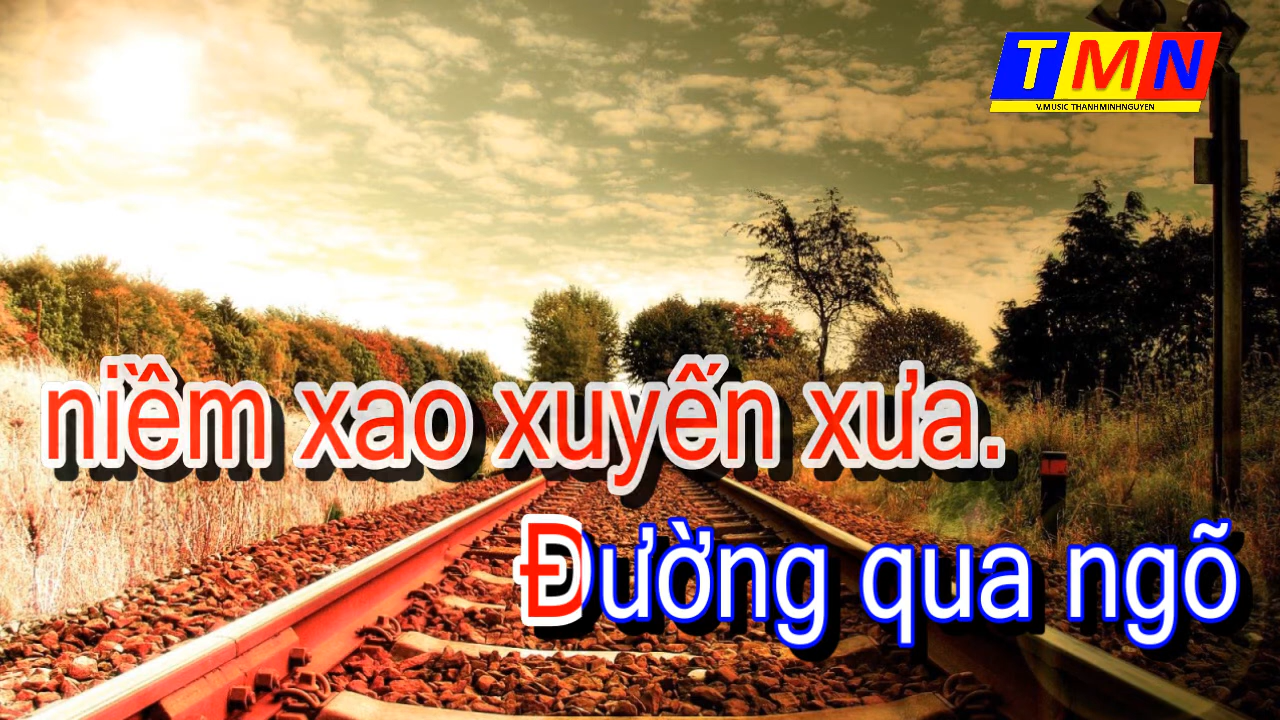 TMN
V.MUSIC THANHMINHNGUYEN
niềm xao xuyến xưa.
Đường qua ngõ